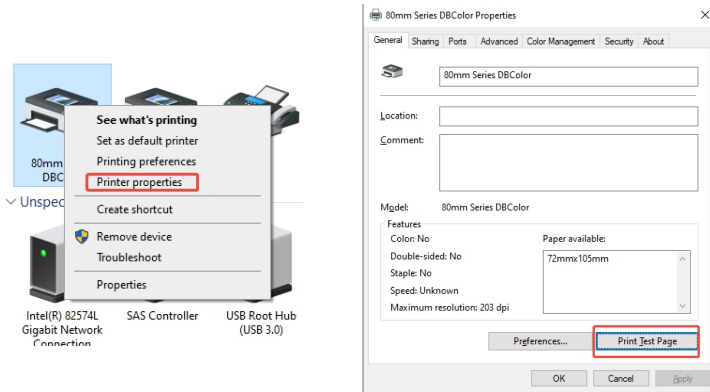 See what's printing
Set as default printer
Printing preferences
Printer properties
Create shortcut
Remove device
Troubleshoot
Properties
80mm
DBC
Unspec
Intel(R) 82574L
Gigabit Network
Connection
SAS Controller
USB Root Hub
(USB 3.0)
80mm Series DBColor Properties
General Sharing Ports Advanced Color Management Security About
80mm Series DBColor
Location:
Comment:
Model: 80mm Series DBColor
Features
Color: No
Double-sided: No
Staple: No
Speed: Unknown
Maximum resolution: 203 dpi
Paper available:
72mmx105mm
Preferences...
Print Test Page
OK Cancel Apply